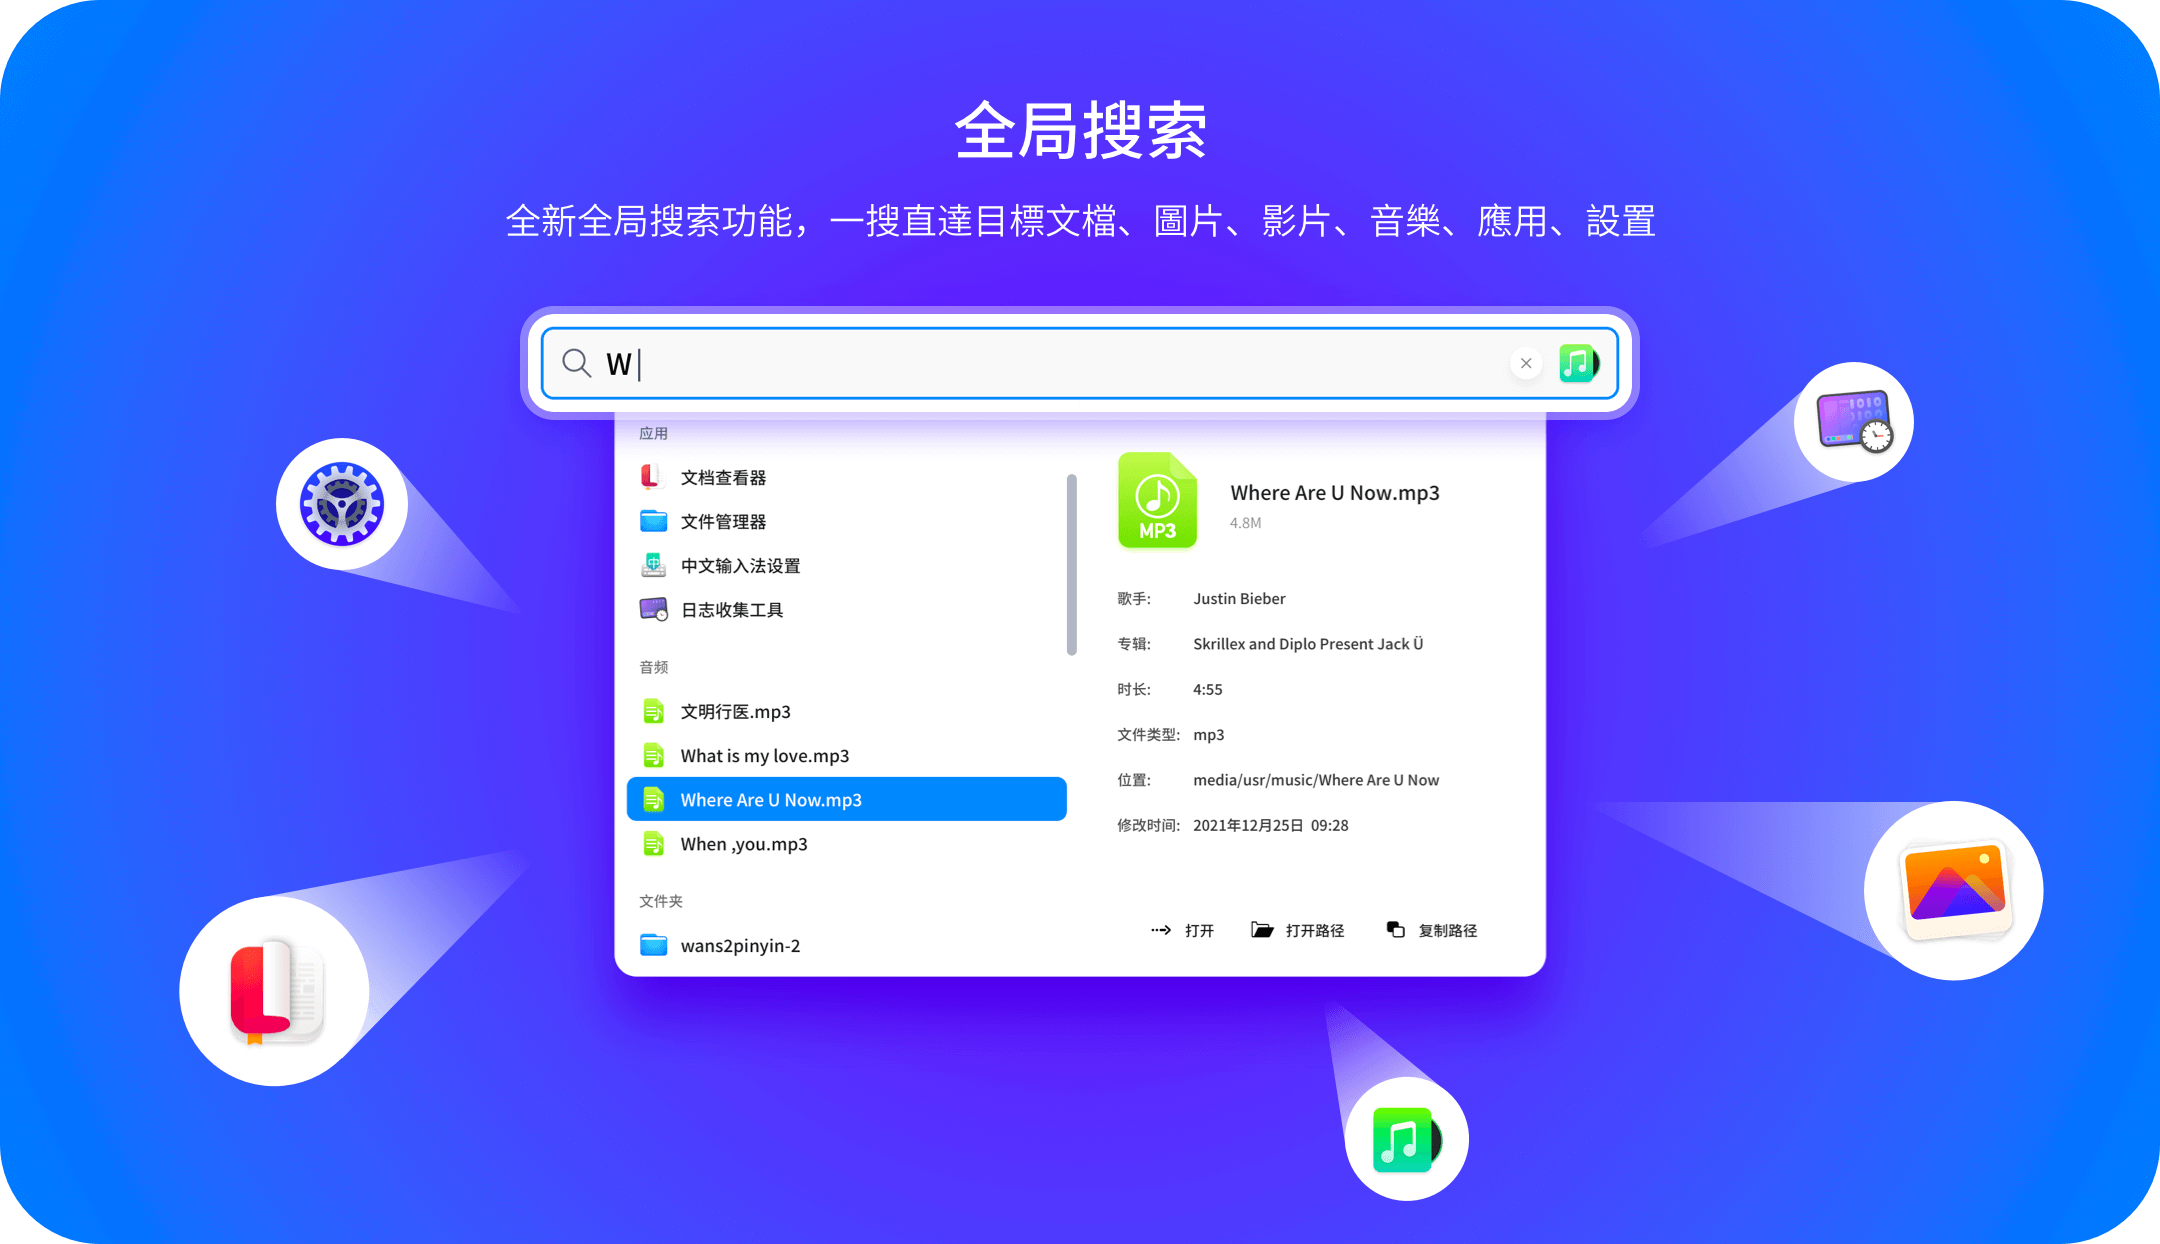 全局搜索
全新全局搜索功能，一搜直達目標文檔、圖片、影片、音樂、應用、設置
W
应用
文档查看器
文件管理器
中文输入法设置
日志收集工具
音频
文明行医.mp3
What is my love.mp3
Where Are U Now.mp3
When ,you.mp3
文件夹
wans2pinyin-2
MP3
Where Are U Now.mp3
4.8M
歌手: Justin Bieber
专辑: Skrillex and Diplo Present Jack Ü
时长: 4:55
文件类型: mp3
位置: media/usr/music/Where Are U Now
修改时间: 2021年12月25日 09:28
打开 打开路径 复制路径